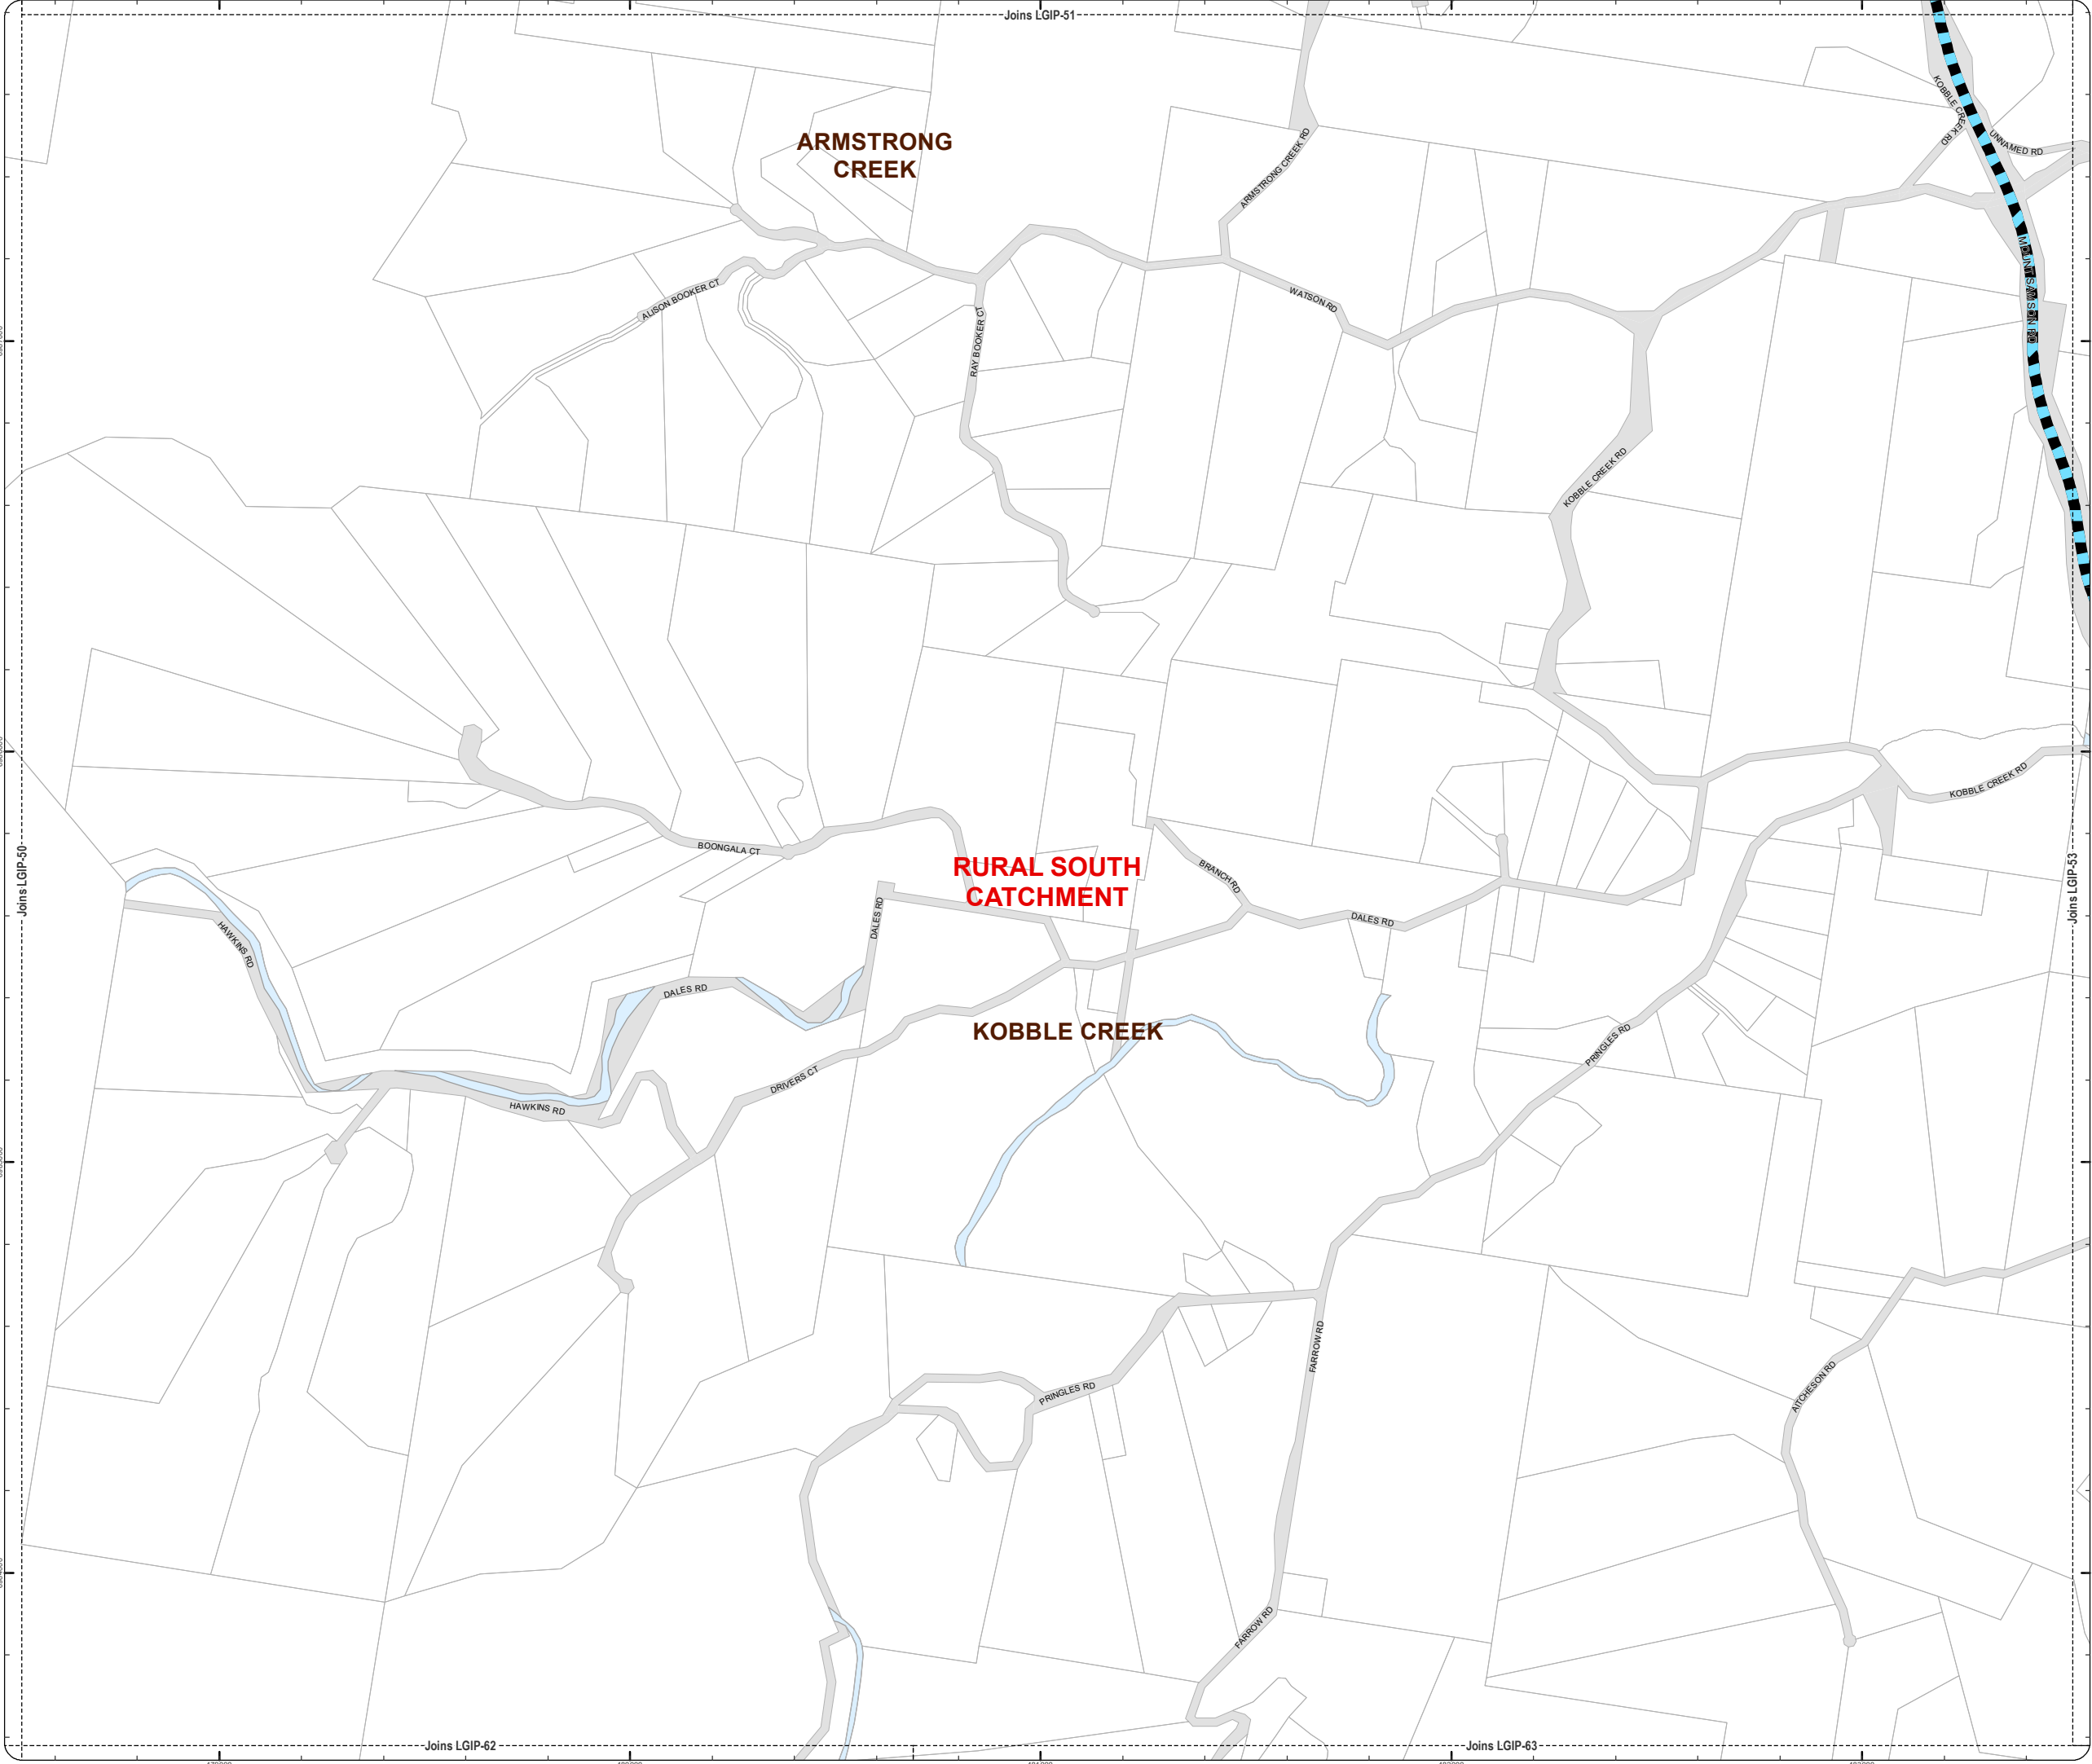 Joins LGIP-51
KOBBLE CREEK RD
UNNAMED RD
ARMSTRONG
CREEK
ARMSTRONG CREEK RD
MOUNT SAMSON RD
ALISON BOOKER CT
WATSON RD
RAY BOOKER CT
KOBBLE CREEK RD
KOBBLE CREEK RD
BOONGALA CT
RURAL SOUTH
CATCHMENT
BRANCH RD
Joins LGIP-50
Joins LGIP-53
DALES RD
DALES RD
HAWKINS RD
DALES RD
KOBBLE CREEK
PRINGLES RD
DRIVERS CT
HAWKINS RD
FARROW RD
PRINGLES RD
AITCHESON RD
FARROW RD
Joins LGIP-62
Joins LGIP-63